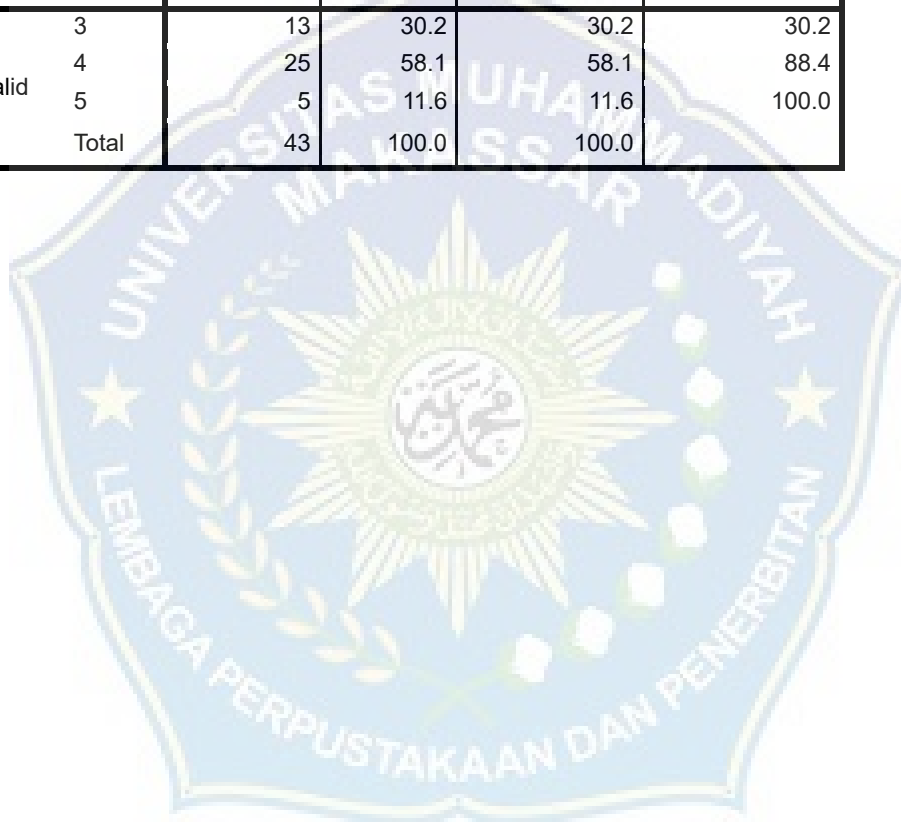 3 13 30.2 30.2 30.2
4 25 58.1 58.1 88.4
alid
5 5 11.6 11.6 100.0
Total 43 100.0 100.0
UNIVERSITAS MUHAMMADIYAH
MAKASSAR
محمد
LEMBAGA PERPUSTAKAAN DAN PENERBITAN